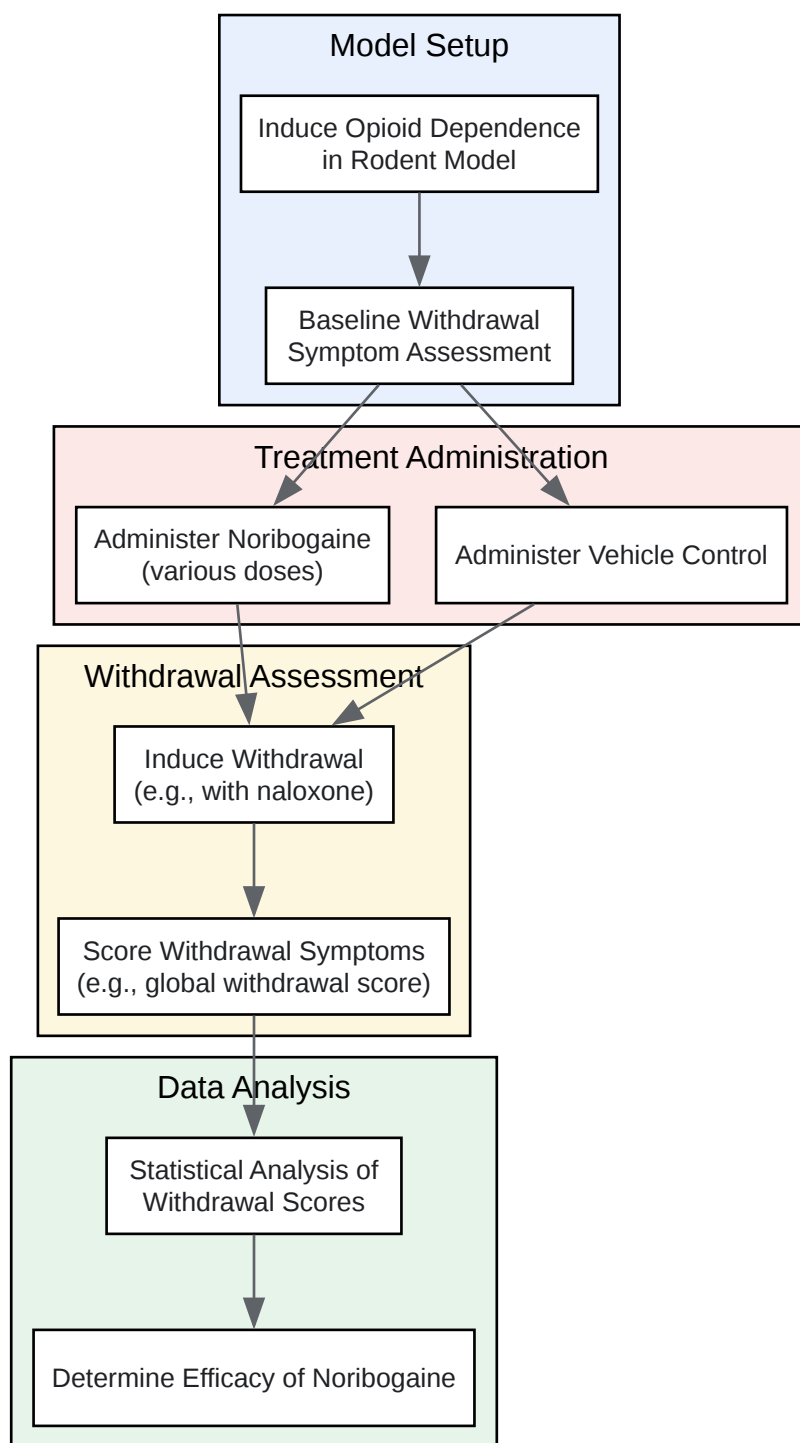 Model Setup
Induce Opioid Dependence
in Rodent Model
Baseline Withdrawal
Symptom Assessment
Treatment Administration
Administer Noribogaine
(various doses)
Administer Vehicle Control
Withdrawal Assessment
Induce Withdrawal
(e.g., with naloxone)
Score Withdrawal Symptoms
(e.g., global withdrawal score)
Data Analysis
Statistical Analysis of
Withdrawal Scores
Determine Efficacy of Noribogaine